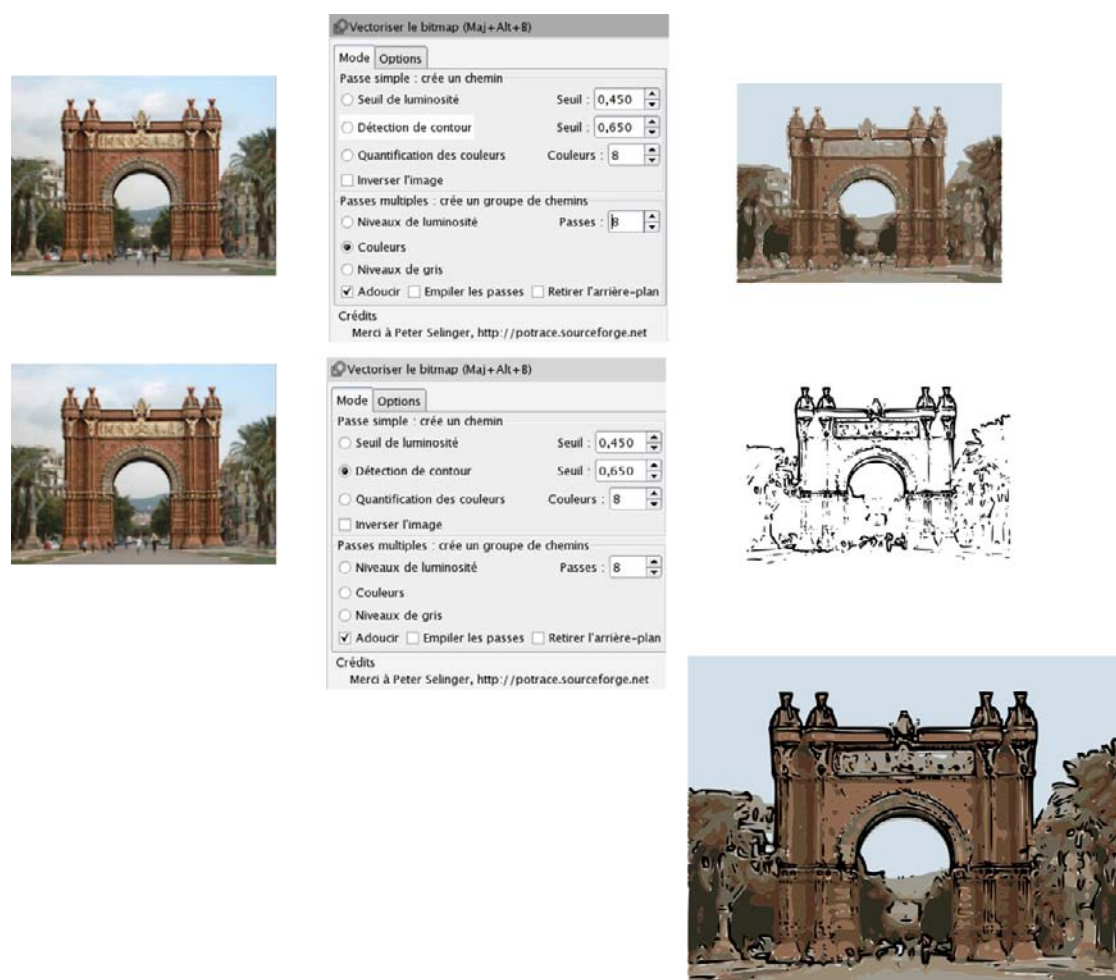 Vectoriser le bitmap (Maj+Alt+B)
Mode Options
Passe simple : crée un chemin
Seuil de luminosité Seuil : 0,450
Détection de contour Seuil : 0,650
Quantification des couleurs Couleurs : 8
Inverser l'image
Passes multiples : crée un groupe de chemins
Niveaux de luminosité Passes : 8
Couleurs
Niveaux de gris
Adoucir Empiler les passes Retirer l'arrière-plan
Crédits
Merci à Peter Selinger, http://potrace.sourceforge.net
Vectoriser le bitmap (Maj+Alt+B)
Mode Options
Passe simple : crée un chemin
Seuil de luminosité Seuil : 0,450
Détection de contour Seuil : 0,650
Quantification des couleurs Couleurs : 8
Inverser l'image
Passes multiples : crée un groupe de chemins
Niveaux de luminosité Passes : 8
Couleurs
Niveaux de gris
Adoucir Empiler les passes Retirer l'arrière-plan
Crédits
Merci à Peter Selinger, http://potrace.sourceforge.net